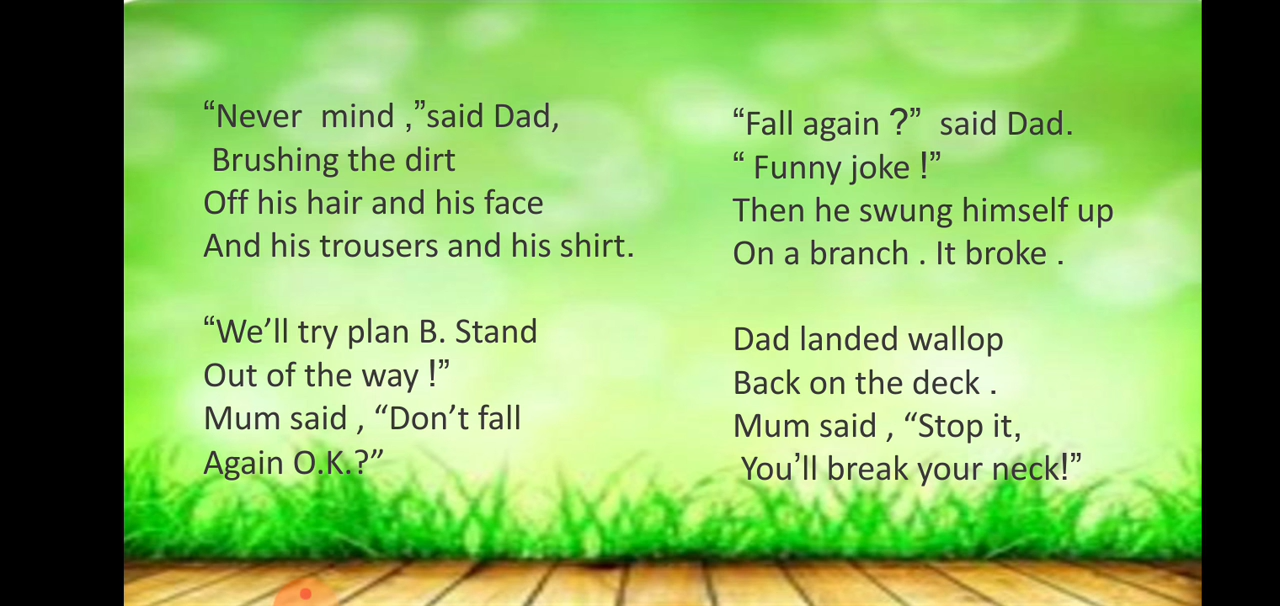 “Never mind ,”said Dad,
Brushing the dirt
Off his hair and his face
And his trousers and his shirt.
“We’ll try plan B. Stand
Out of the way !”
Mum said , “Don’t fall
Again O.K.?”
“Fall again ?” said Dad.
“ Funny joke !”
Then he swung himself up
On a branch . It broke .
Dad landed wallop
Back on the deck .
Mum said , “Stop it,
You’ll break your neck!”